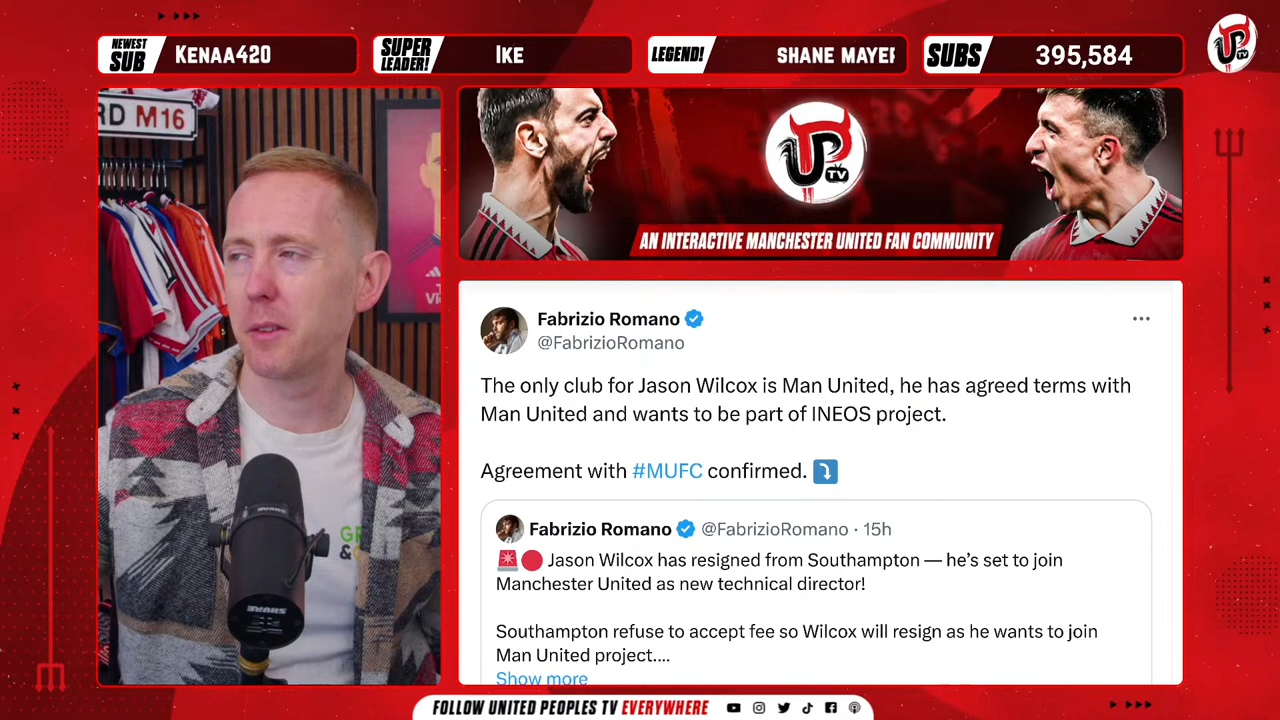 NEWEST SUB
KENAA420
SUPER LEADER!
IKE
LEGEND!
SHANE MAYER
SUBS
395,584
UP TV
RD M16
UP TV
AN INTERACTIVE MANCHESTER UNITED FAN COMMUNITY
Fabrizio Romano
@FabrizioRomano
The only club for Jason Wilcox is Man United, he has agreed terms with
Man United and wants to be part of INEOS project.
Agreement with #MUFC confirmed. ⤵️
Fabrizio Romano @FabrizioRomano · 15h
🚨🔴 Jason Wilcox has resigned from Southampton — he's set to join
Manchester United as new technical director!
Southampton refuse to accept fee so Wilcox will resign as he wants to join
Man United project....
Show more
SHURE
FOLLOW UNITED PEOPLES TV EVERYWHERE